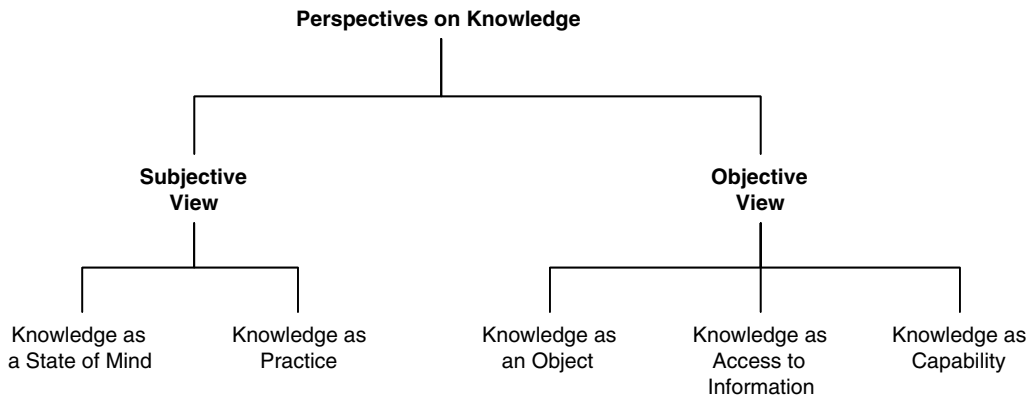 Perspectives on Knowledge
Subjective
View
Objective
View
Knowledge as
a State of Mind
Knowledge as
Practice
Knowledge as
an Object
Knowledge as
Access to
Information
Knowledge as
Capability